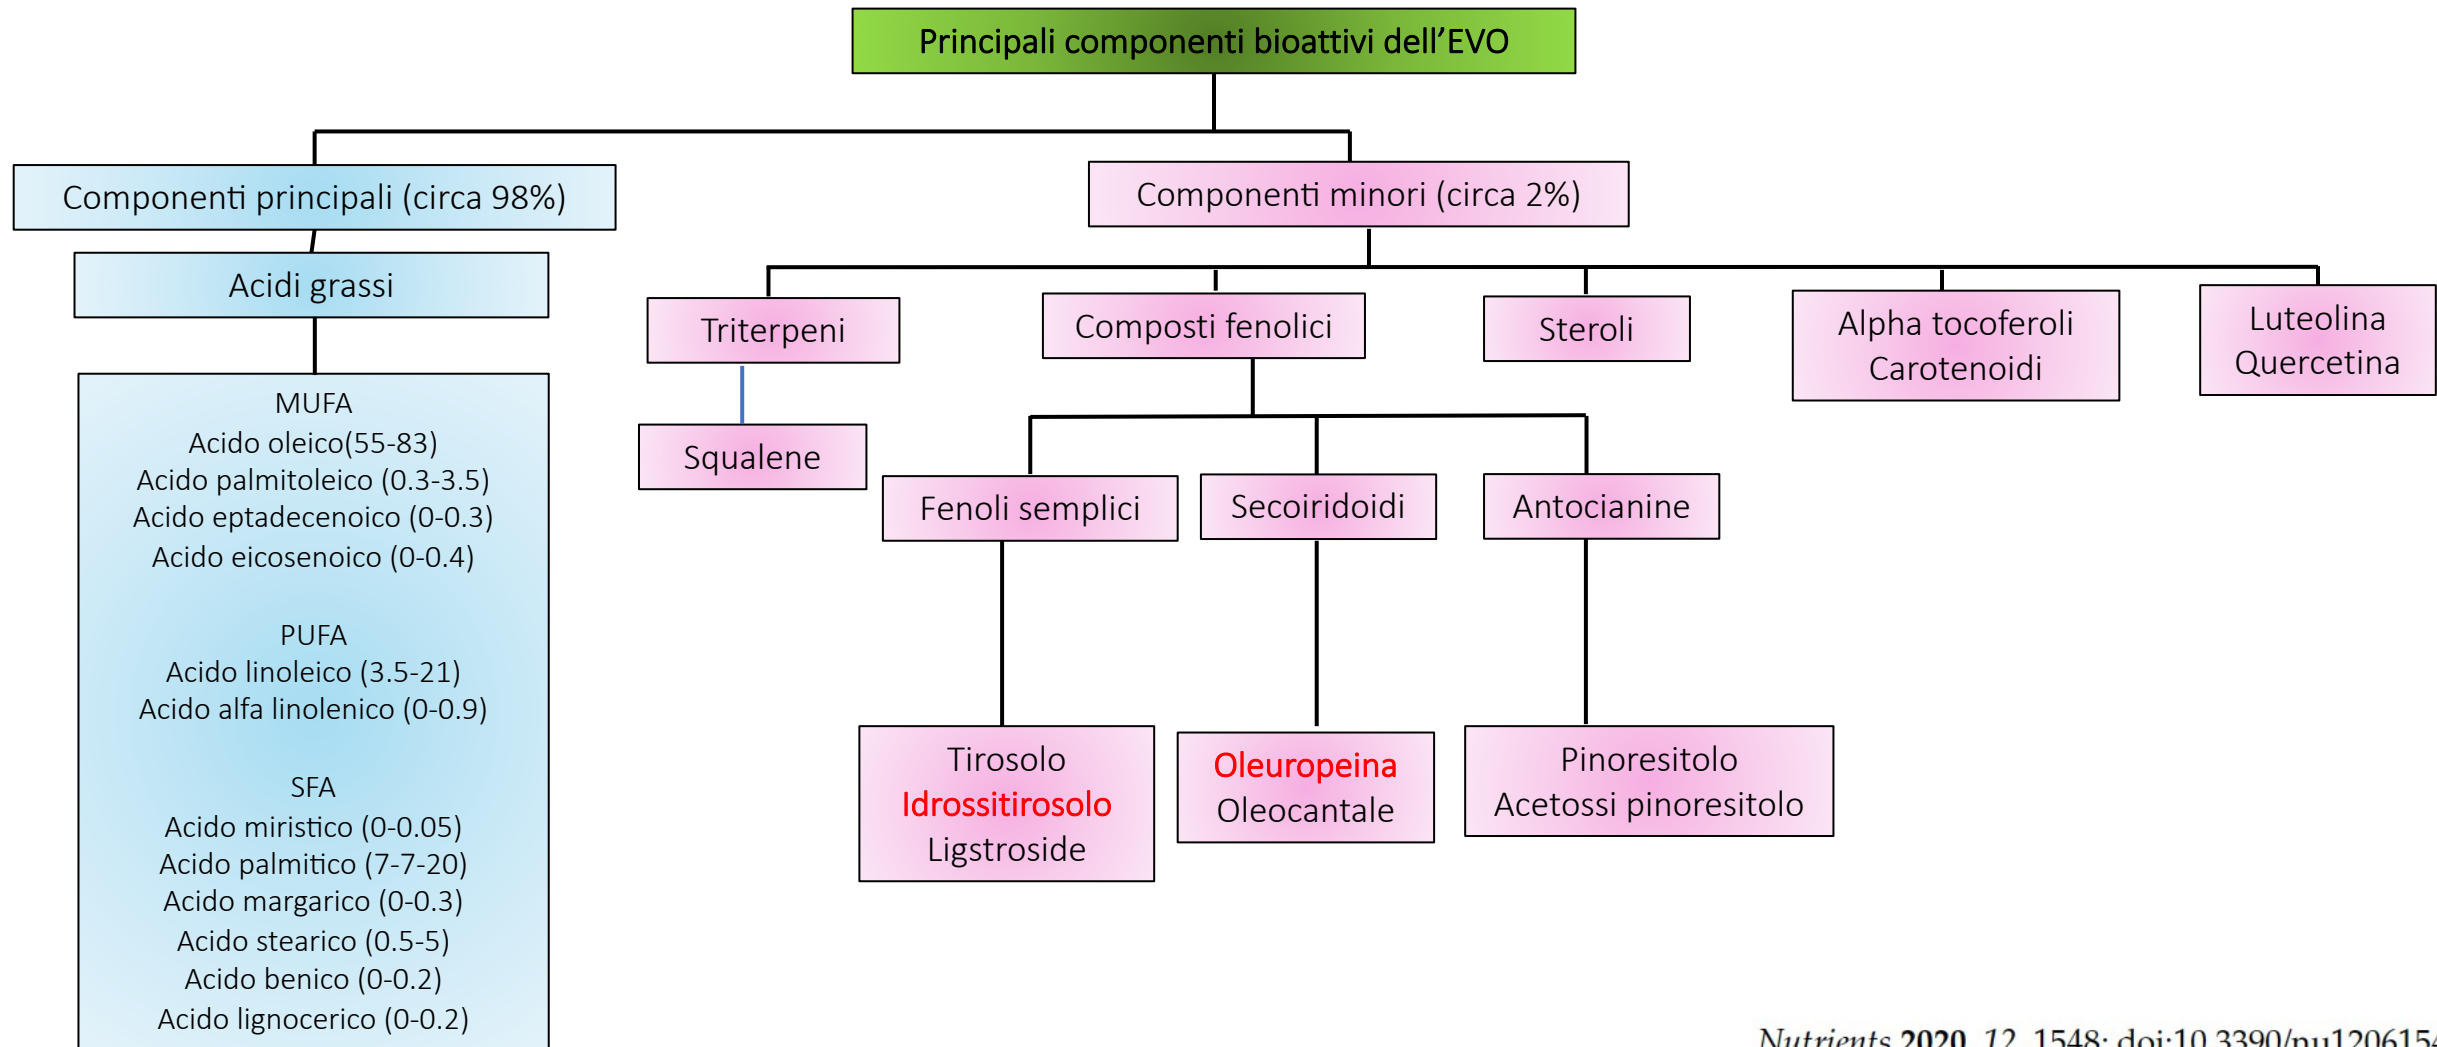 Principali componenti bioattivi dell'EVO
Componenti principali (circa 98%)
Componenti minori (circa 2%)
Acidi grassi
Triterpeni
Composti fenolici
Steroli
Alpha tocoferoli
Carotenoidi
Luteolina
Quercetina
MUFA
Acido oleico(55-83)
Acido palmitoleico (0.3-3.5)
Acido eptadecenoico (0-0.3)
Acido eicosenoico (0-0.4)
PUFA
Acido linoleico (3.5-21)
Acido alfa linolenico (0-0.9)
SFA
Acido miristico (0-0.05)
Acido palmitico (7-7-20)
Acido margarico (0-0.3)
Acido stearico (0.5-5)
Acido benico (0-0.2)
Acido lignocerico (0-0.2)
Squalene
Fenoli semplici
Secoiridoidi
Antocianine
Tirosolo
Idrossitirosolo
Ligstroside
Oleuropeina
Oleocantale
Pinoresitolo
Acetossi pinoresitolo
Nutrients 2020, 12, 1548; doi:10.3390/nu1206154